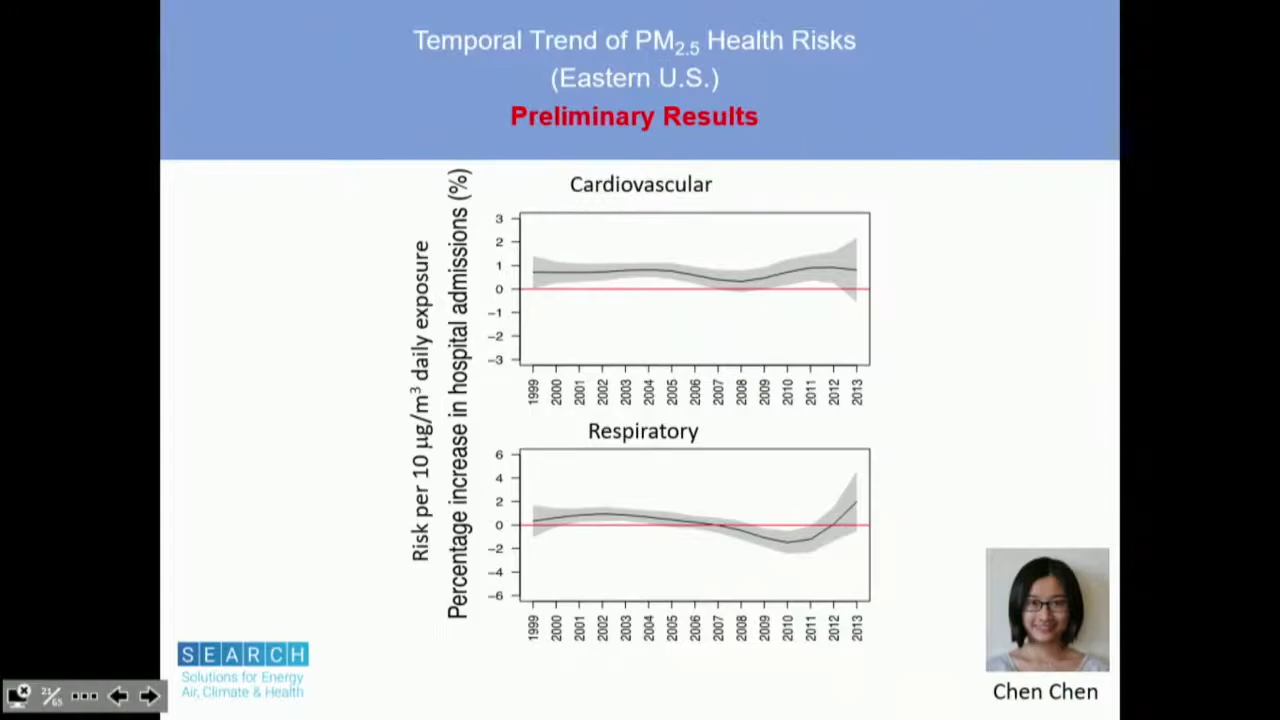 Temporal Trend of PM2.5 Health Risks
(Eastern U.S.)
Preliminary Results
Risk per 10 µg/m³ daily exposure
Percentage increase in hospital admissions (%)
Cardiovascular
3
2
1
0
−1
−2
−3
1999 2000 2001 2002 2003 2004 2005 2006 2007 2008 2009 2010 2011 2012 2013
Respiratory
6
4
2
0
−2
−4
−6
1999 2000 2001 2002 2003 2004 2005 2006 2007 2008 2009 2010 2011 2012 2013
SEARCH
Solutions for Energy
Air, Climate & Health
Chen Chen
21/65